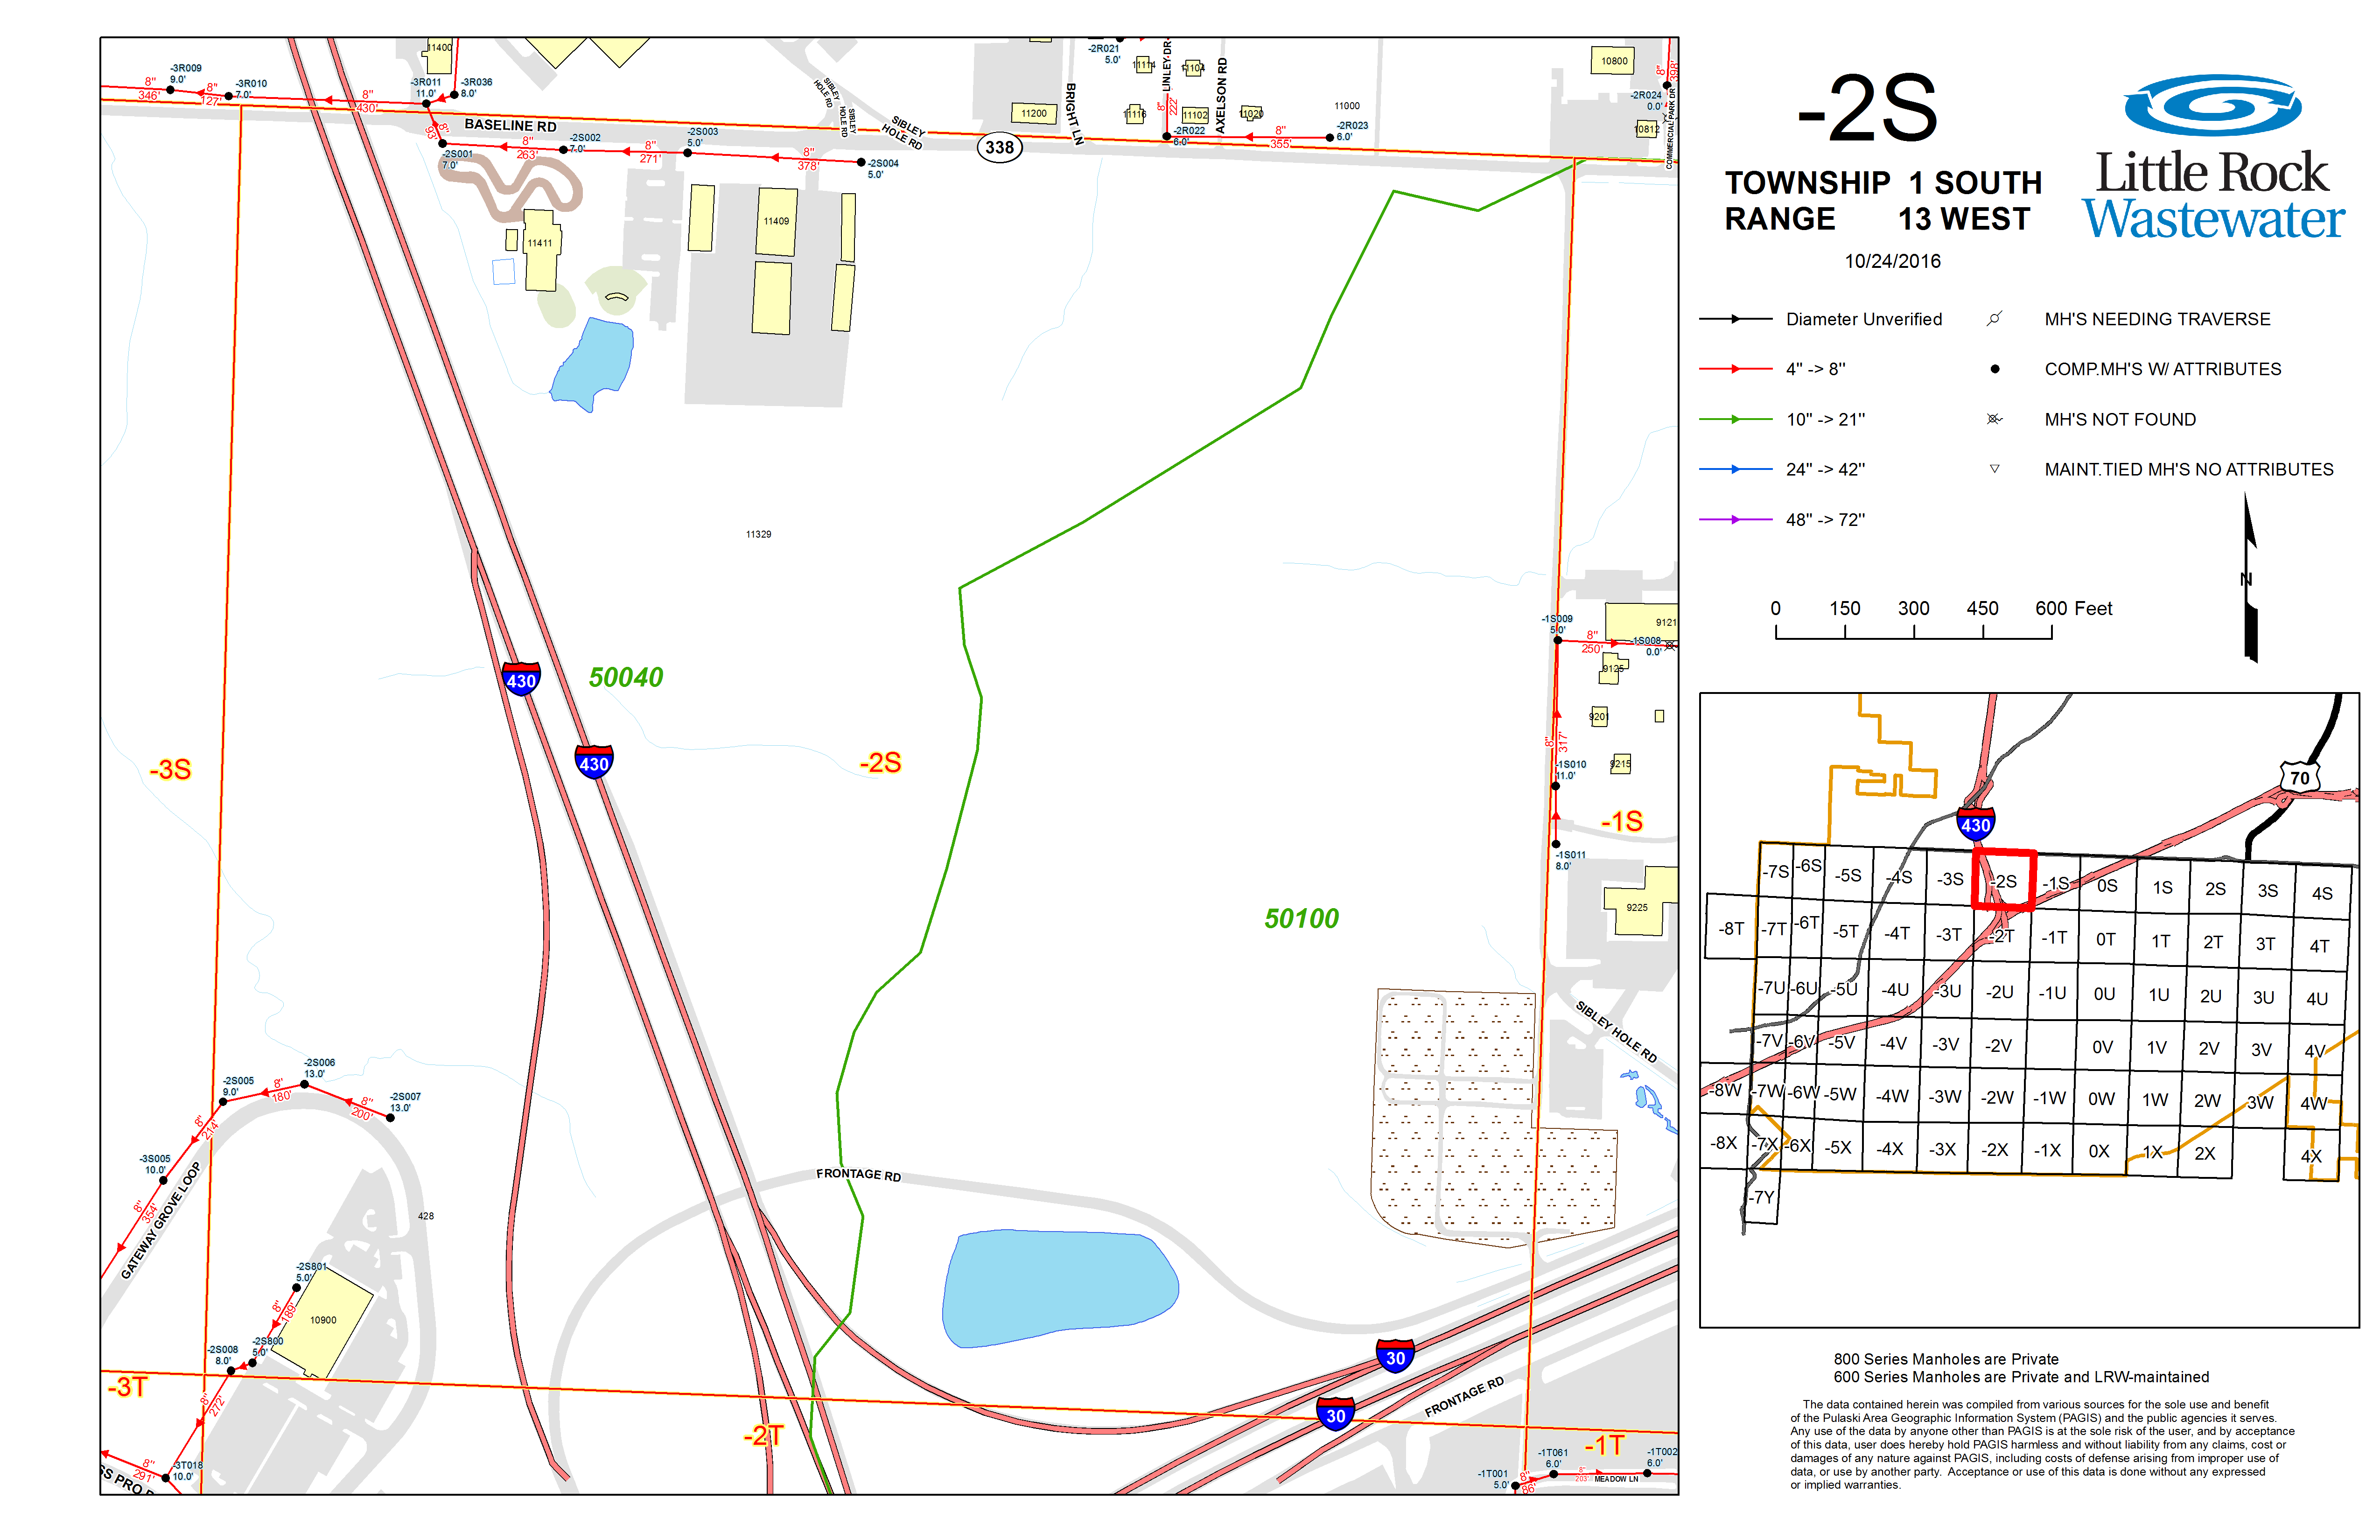 -2S
TOWNSHIP 1 SOUTH
RANGE 13 WEST
10/24/2016
Little Rock
Wastewater
Diameter Unverified
4" -> 8"
10" -> 21"
24" -> 42"
48" -> 72"
MH'S NEEDING TRAVERSE
COMP.MH'S W/ ATTRIBUTES
MH'S NOT FOUND
MAINT.TIED MH'S NO ATTRIBUTES
N
0 150 300 450 600 Feet
-3R009
9.0'
8"
346'
-3R010
7.0'
8"
127'
8"
430'
11400
-3R011
11.0'
-3R036
8.0'
8"
93'
BASELINE RD
-2S001
7.0'
8"
263'
-2S002
7.0'
8"
271'
-2S003
5.0'
8"
378'
-2S004
5.0'
SIBLEY
HOLE RD
SIBLEY
HOLE RD
SIBLEY
HOLE RD
338
11200
BRIGHT LN
-2R021
5.0'
11114
11104
LINLEY DR
8"
222'
11116
11102
11020
AXELSON RD
11000
-2R022
6.0'
8"
355'
-2R023
6.0'
10800
8"
398'
-2R024
0.0'
10812
COMMERCIAL PARK DR
11411
11409
11329
430
430
50040
50100
-3S
-2S
-1S
-1S009
5.0'
8"
250'
-1S008
0.0'
9121
9125
9201
9215
8"
317'
-1S010
11.0'
-1S011
8.0'
9225
SIBLEY HOLE RD
-2S005
9.0'
8"
180'
-2S006
13.0'
8"
200'
-2S007
13.0'
8"
214'
-3S005
10.0'
8"
354'
GATEWAY GROVE LOOP
428
FRONTAGE RD
-2S801
5.0'
8"
189'
10900
-2S800
5.0'
-2S008
8.0'
8"
272'
-3T
-2T
-1T
30
30
FRONTAGE RD
8"
291'
-3T018
10.0'
SS PRO
-1T061
6.0'
-1T002
6.0'
8"
203'
MEADOW LN
-1T001
5.0'
8"
86'
70
430
-7S -6S -5S -4S -3S -2S -1S 0S 1S 2S 3S 4S
-8T -7T -6T -5T -4T -3T -2T -1T 0T 1T 2T 3T 4T
-7U -6U -5U -4U -3U -2U -1U 0U 1U 2U 3U 4U
-7V -6V -5V -4V -3V -2V 0V 1V 2V 3V 4V
-8W -7W -6W -5W -4W -3W -2W -1W 0W 1W 2W 3W 4W
-8X -7X -6X -5X -4X -3X -2X -1X 0X 1X 2X 4X
-7Y
800 Series Manholes are Private
600 Series Manholes are Private and LRW-maintained
The data contained herein was compiled from various sources for the sole use and benefit
of the Pulaski Area Geographic Information System (PAGIS) and the public agencies it serves.
Any use of the data by anyone other than PAGIS is at the sole risk of the user, and by acceptance
of this data, user does hereby hold PAGIS harmless and without liability from any claims, cost or
damages of any nature against PAGIS, including costs of defense arising from improper use of
data, or use by another party. Acceptance or use of this data is done without any expressed
or implied warranties.